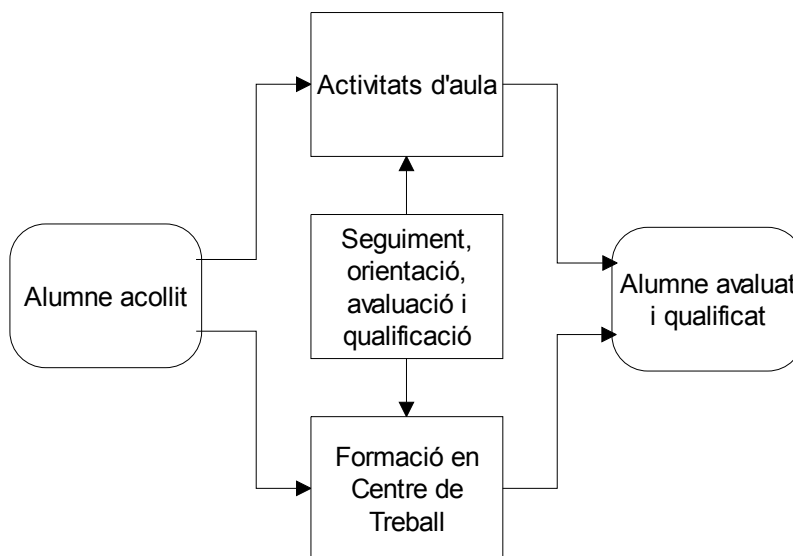 Activitats d'aula
Alumne acollit
Seguiment,
orientació,
avaluació i
qualificació
Alumne avaluat
i qualificat
Formació en
Centre de
Treball